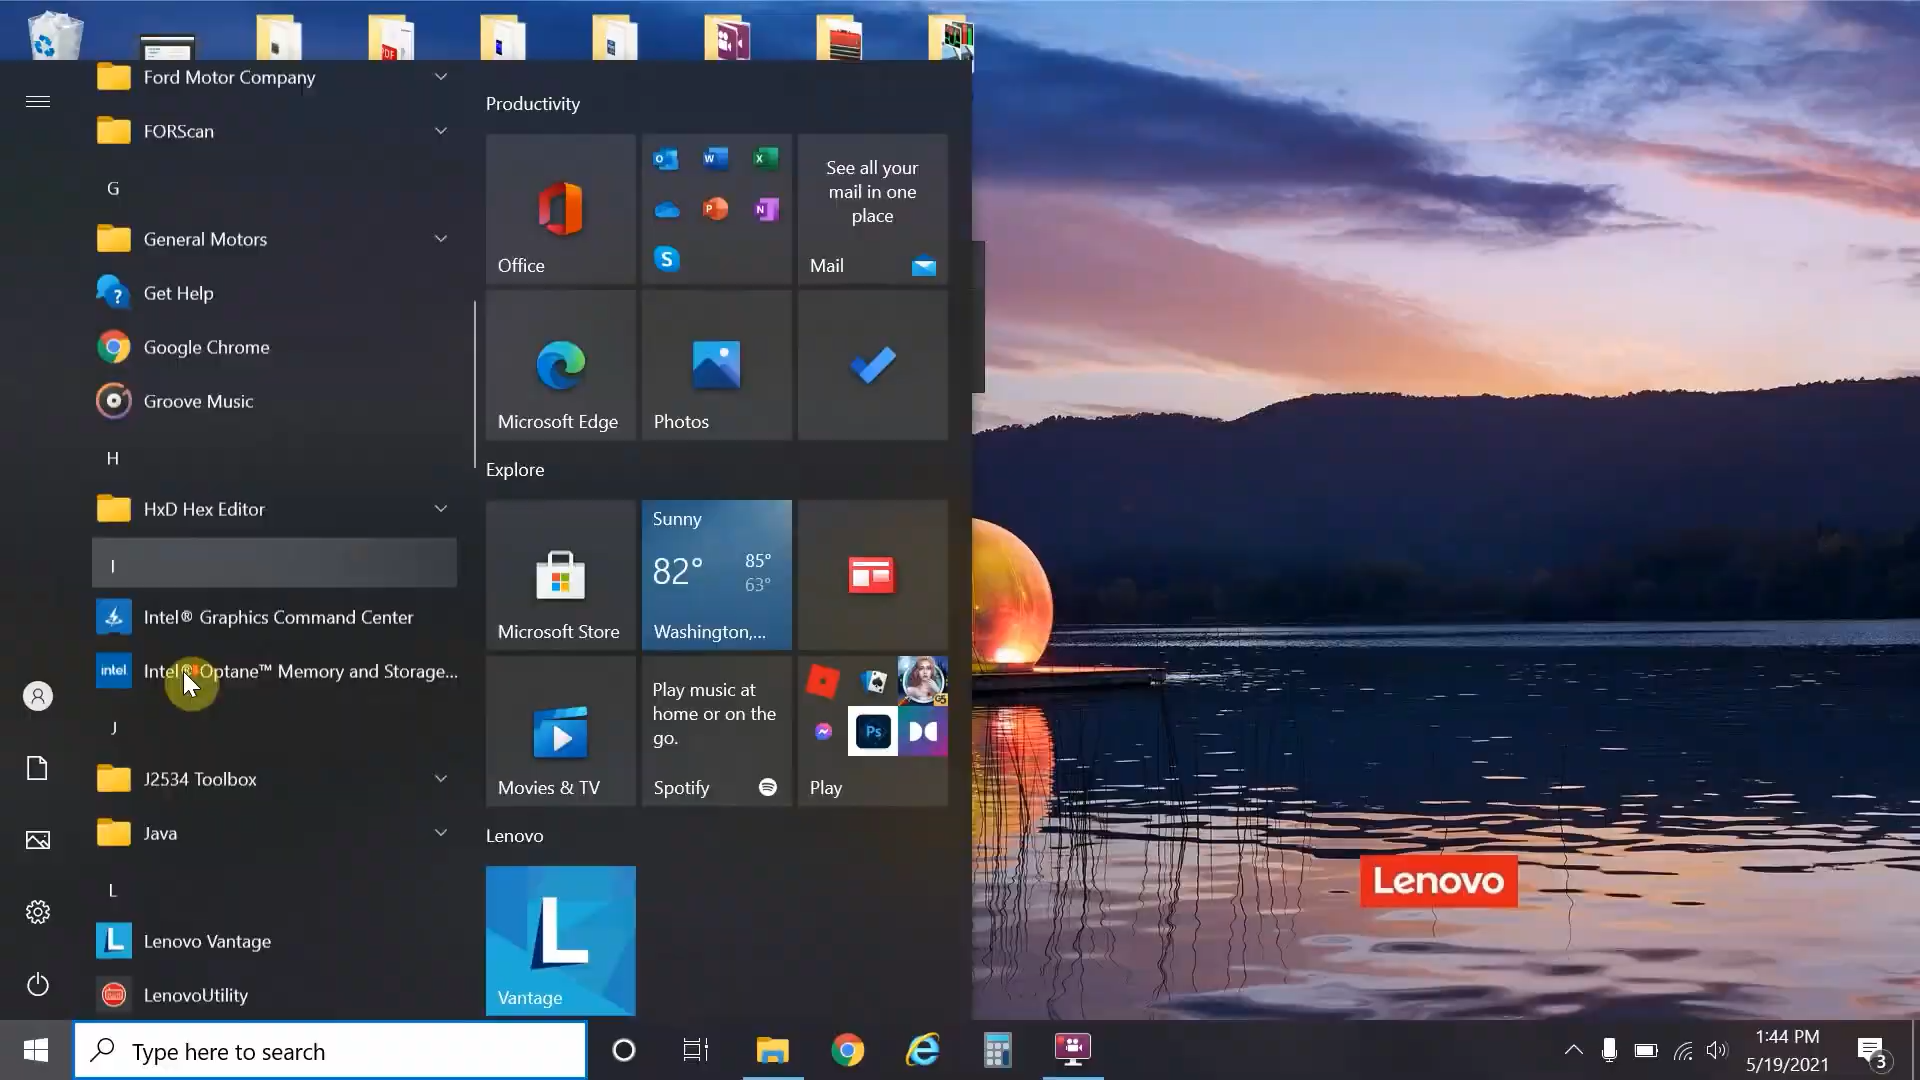 PDF
Ford Motor Company
FORScan
G
General Motors
Get Help
Google Chrome
Groove Music
H
HxD Hex Editor
I
Intel® Graphics Command Center
intel
Intel® Optane™ Memory and Storage...
J
J2534 Toolbox
Java
L
L
Lenovo Vantage
LenovoUtility
Productivity
Office
O W X
P N
S
See all your
mail in one
place
Mail
Microsoft Edge
Photos
Explore
Microsoft Store
Sunny
82°
85°
63°
Washington,...
Movies & TV
Play music at
home or on the
go.
Spotify
G5
Ps
Play
Lenovo
L
Vantage
Lenovo
Type here to search
1:44 PM
5/19/2021
3